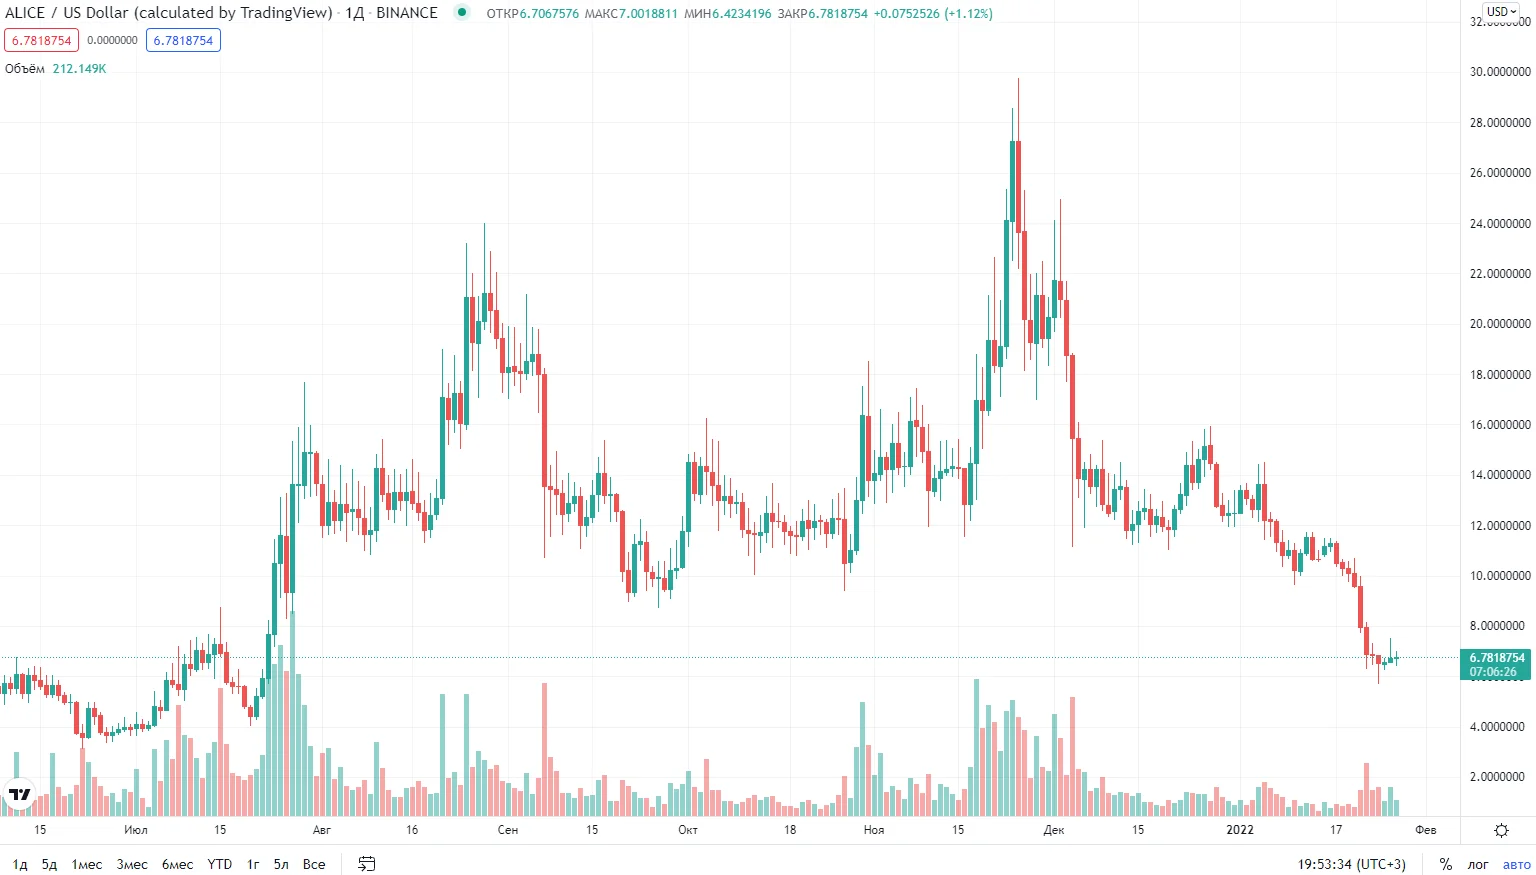 ALICE / US Dollar (calculated by TradingView) · 1Д · BINANCE ОТКР6.7067576 МАКС7.0018811 МИН6.4234196 ЗАКР6.7818754 +0.0752526 (+1.12%)
USD
6.7818754 0.0000000 6.7818754
Объём 212.149K
30.0000000
28.0000000
26.0000000
24.0000000
22.0000000
20.0000000
18.0000000
16.0000000
14.0000000
12.0000000
10.0000000
8.0000000
6.7818754
07:06:26
4.0000000
2.0000000
15 Июл 15 Авг 16 Сен 15 Окт 18 Ноя 15 Дек 15 2022 17 Фев
1д 5д 1мес 3мес 6мес YTD 1г 5л Все 19:53:34 (UTC+3) % лог авто